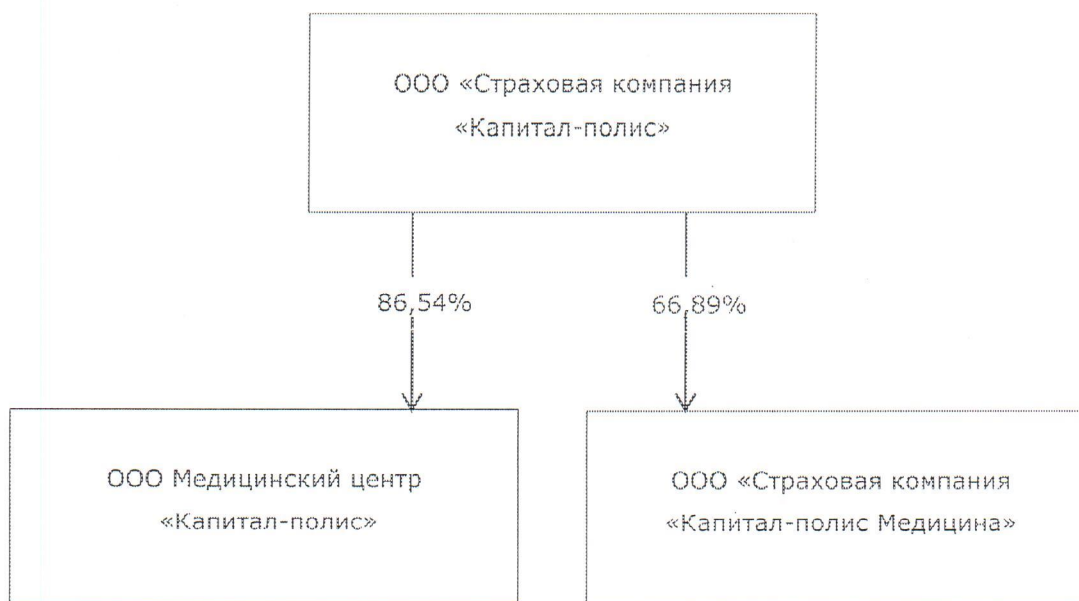 ООО «Страховая компания
«Капитал-полис»
86,54%
66,89%
ООО Медицинский центр
«Капитал-полис»
ООО «Страховая компания
«Капитал-полис Медицина»